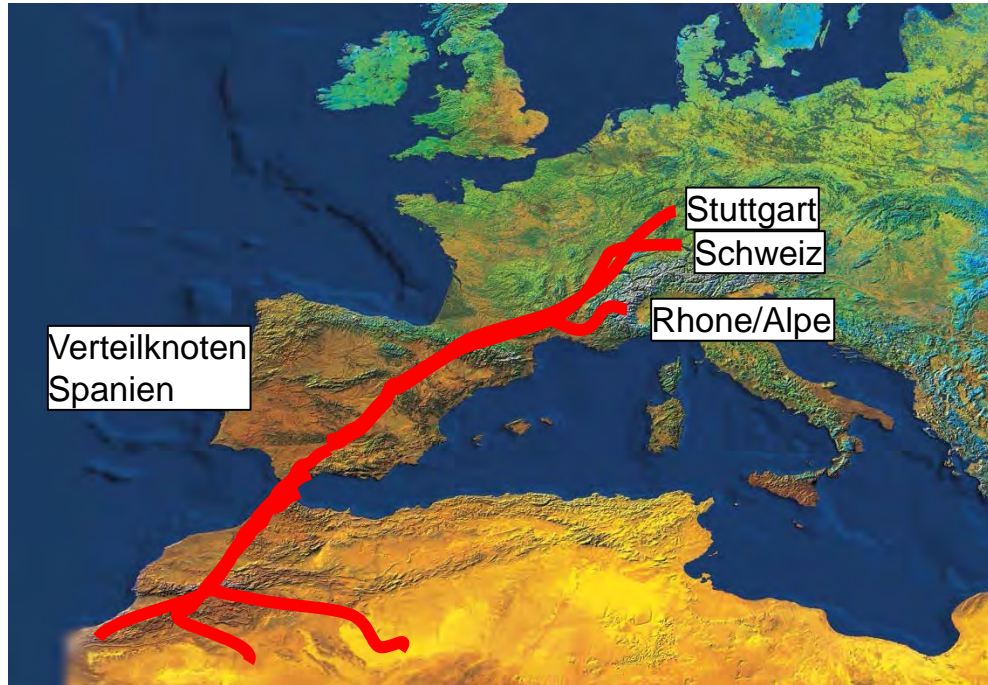 Stuttgart
Schweiz
Rhone/Alpe
Verteilknoten
Spanien